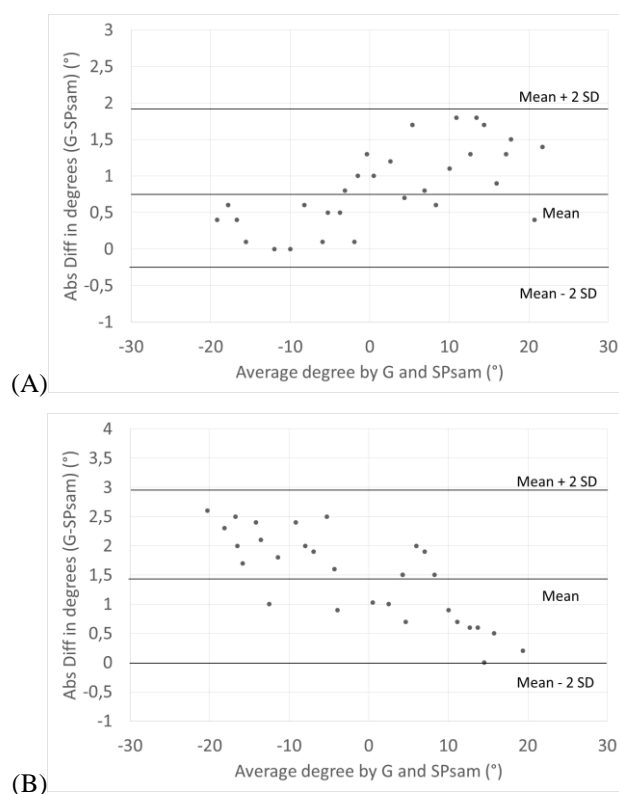 3
2,5
2
1,5
1
0,5
0
-0,5
-1
Abs Diff in degrees (G-SPsam) (°)
Mean + 2 SD
Mean
Mean - 2 SD
-30 -20 -10 0 10 20 30
Average degree by G and SPsam (°)
(A)
4
3,5
3
2,5
2
1,5
1
0,5
0
-0,5
-1
Abs Diff in degrees (G-SPsam) (°)
Mean + 2 SD
Mean
Mean - 2 SD
-30 -20 -10 0 10 20 30
Average degree by G and SPsam (°)
(B)